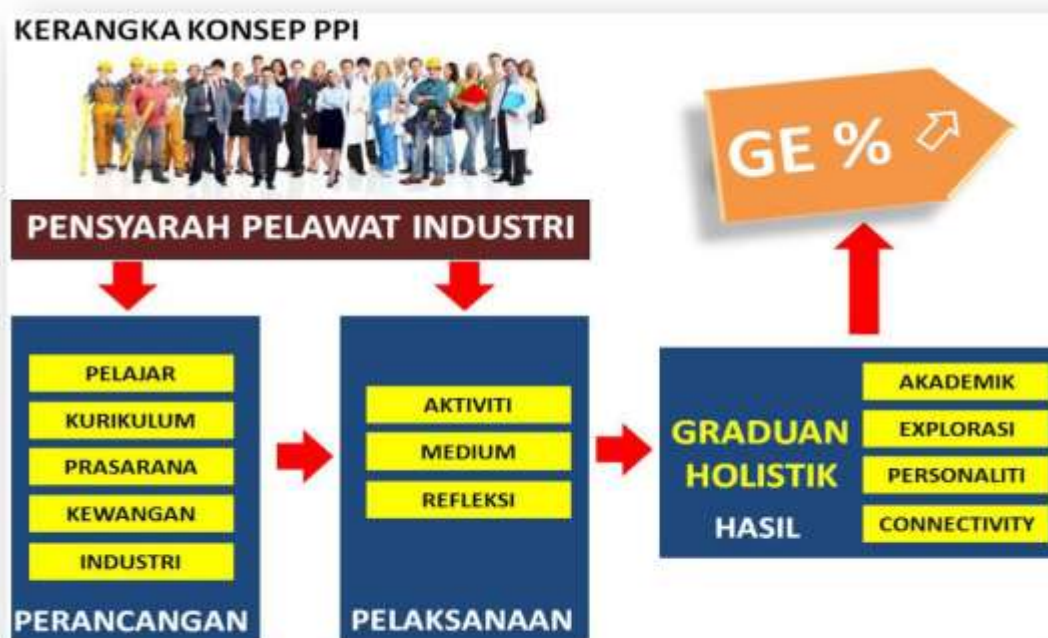 KERANGKA KONSEP PPI
GE %
PENSYARAH PELAWAT INDUSTRI
PELAJAR
KURIKULUM
PRASARANA
KEWANGAN
INDUSTRI
PERANCANGAN
AKTIVITI
MEDIUM
REFLEKSI
PELAKSANAAN
GRADUAN
HOLISTIK
HASIL
AKADEMIK
EXPLORASI
PERSONALITI
CONNECTIVITY